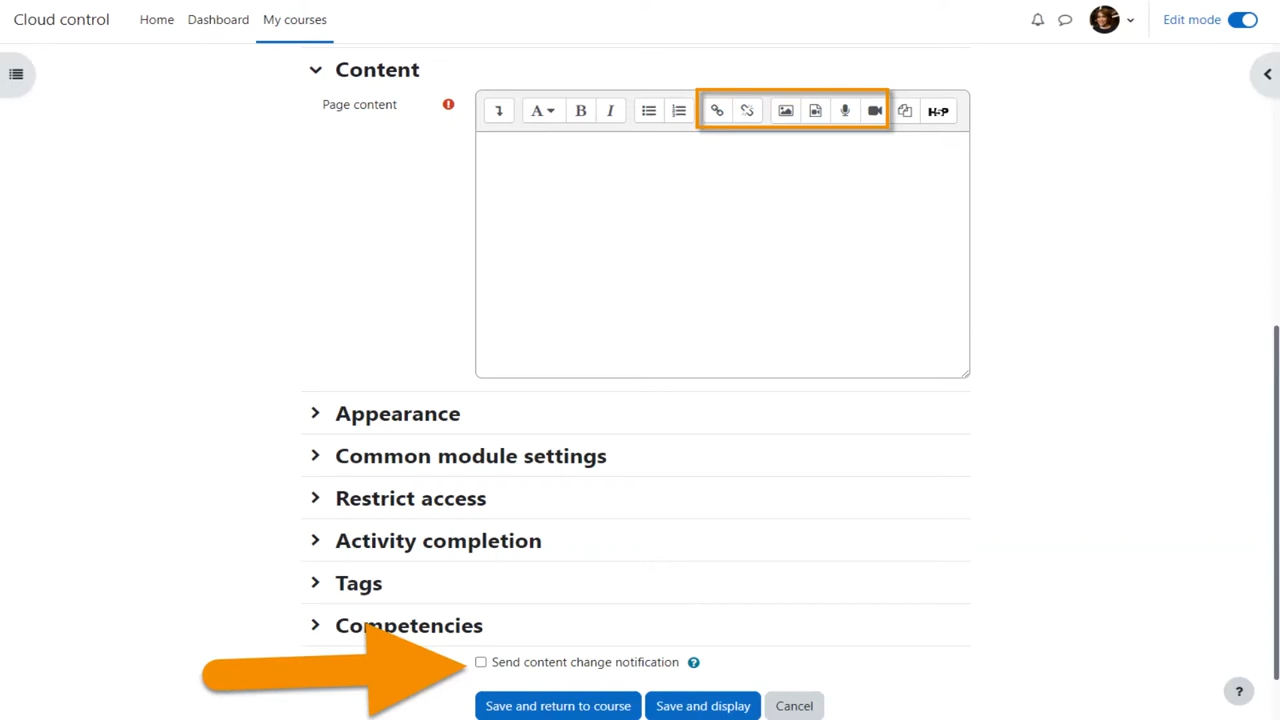 Cloud control Home Dashboard My courses Edit mode
Content
Page content
A B I H-P
Appearance
Common module settings
Restrict access
Activity completion
Tags
Competencies
Send content change notification ?
Save and return to course Save and display Cancel
?